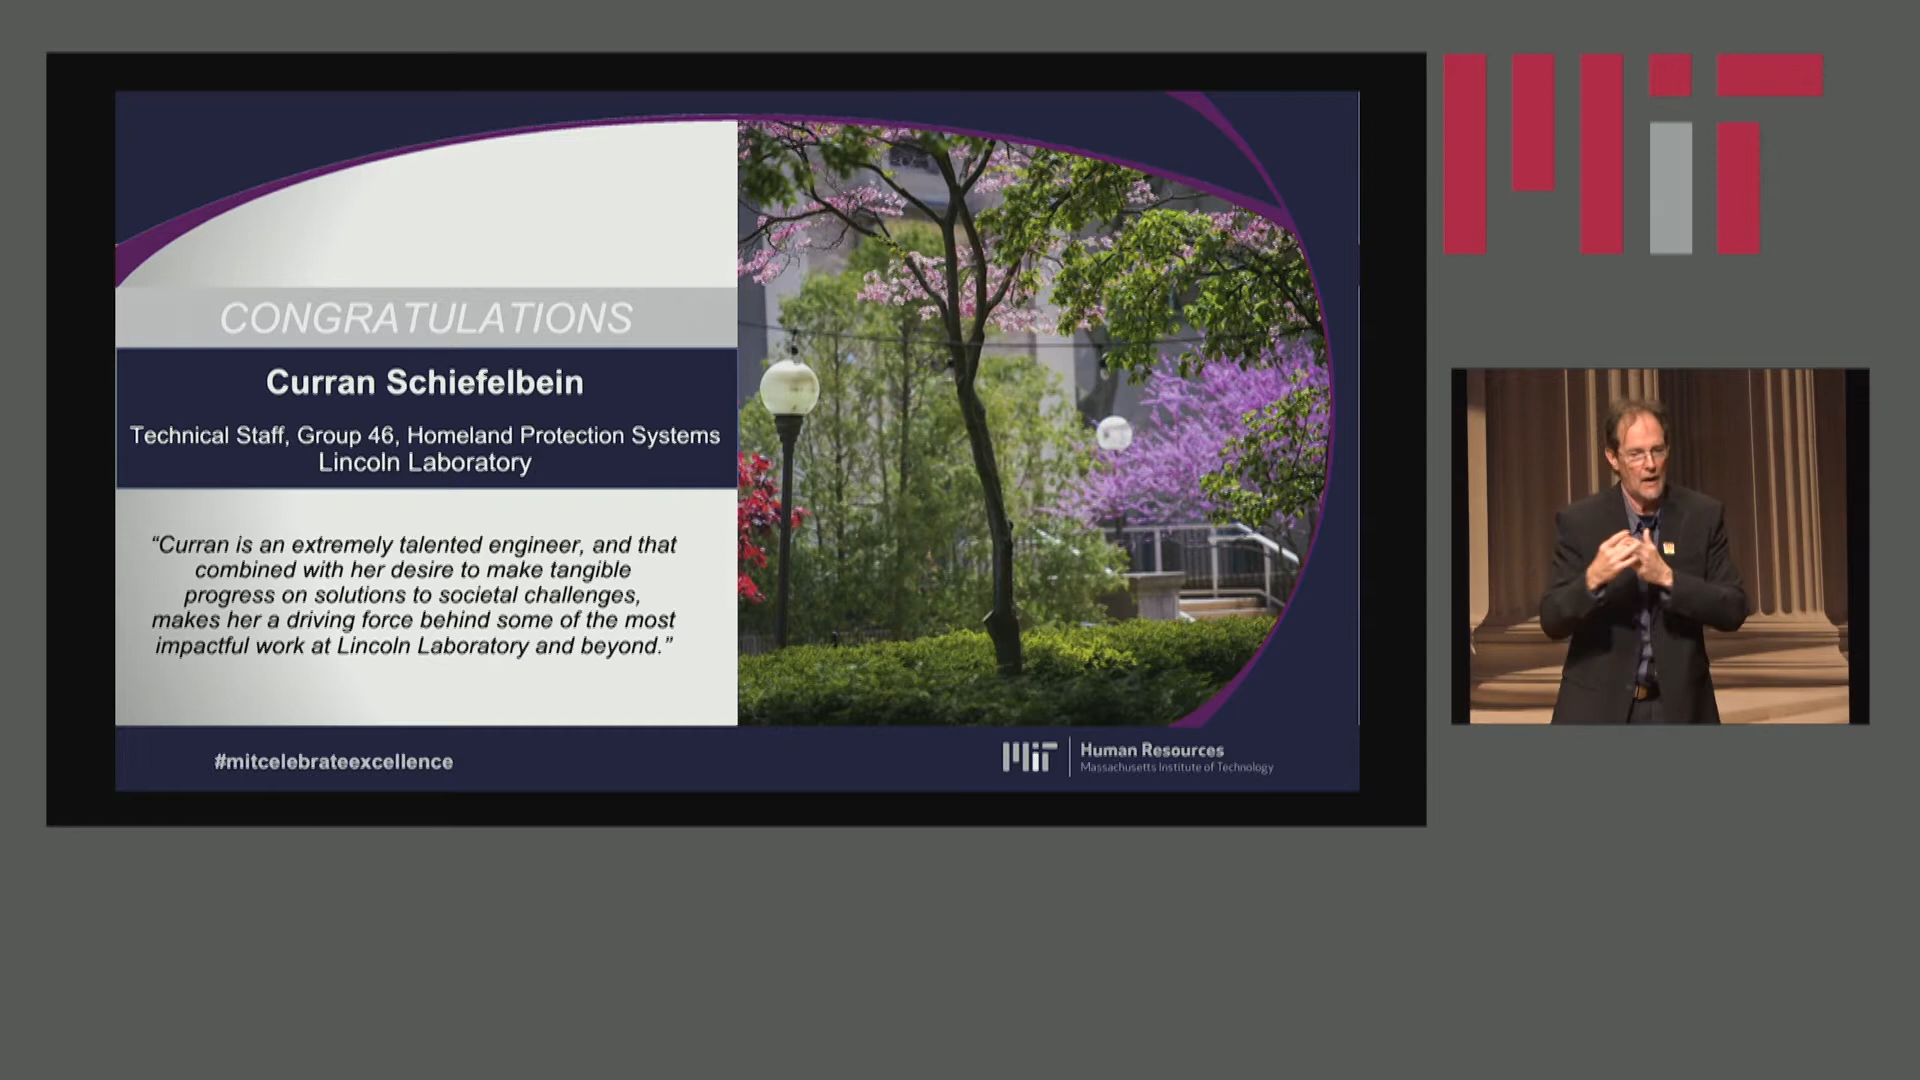 CONGRATULATIONS
Curran Schiefelbein
Technical Staff, Group 46, Homeland Protection Systems
Lincoln Laboratory
“Curran is an extremely talented engineer, and that
combined with her desire to make tangible
progress on solutions to societal challenges,
makes her a driving force behind some of the most
impactful work at Lincoln Laboratory and beyond.”
#mitcelebrateexcellence
MIT
Human Resources
Massachusetts Institute of Technology
MIT